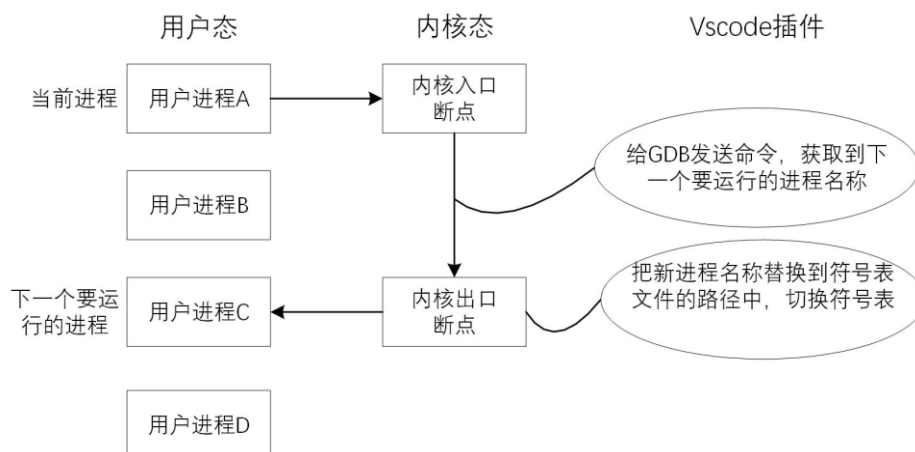 用户态
内核态
Vscode插件
当前进程
用户进程A
内核入口
断点
给GDB发送命令，获取到下
一个要运行的进程名称
用户进程B
下一个要运
行的进程
用户进程C
内核出口
断点
把新进程名称替换到符号表
文件的路径中，切换符号表
用户进程D